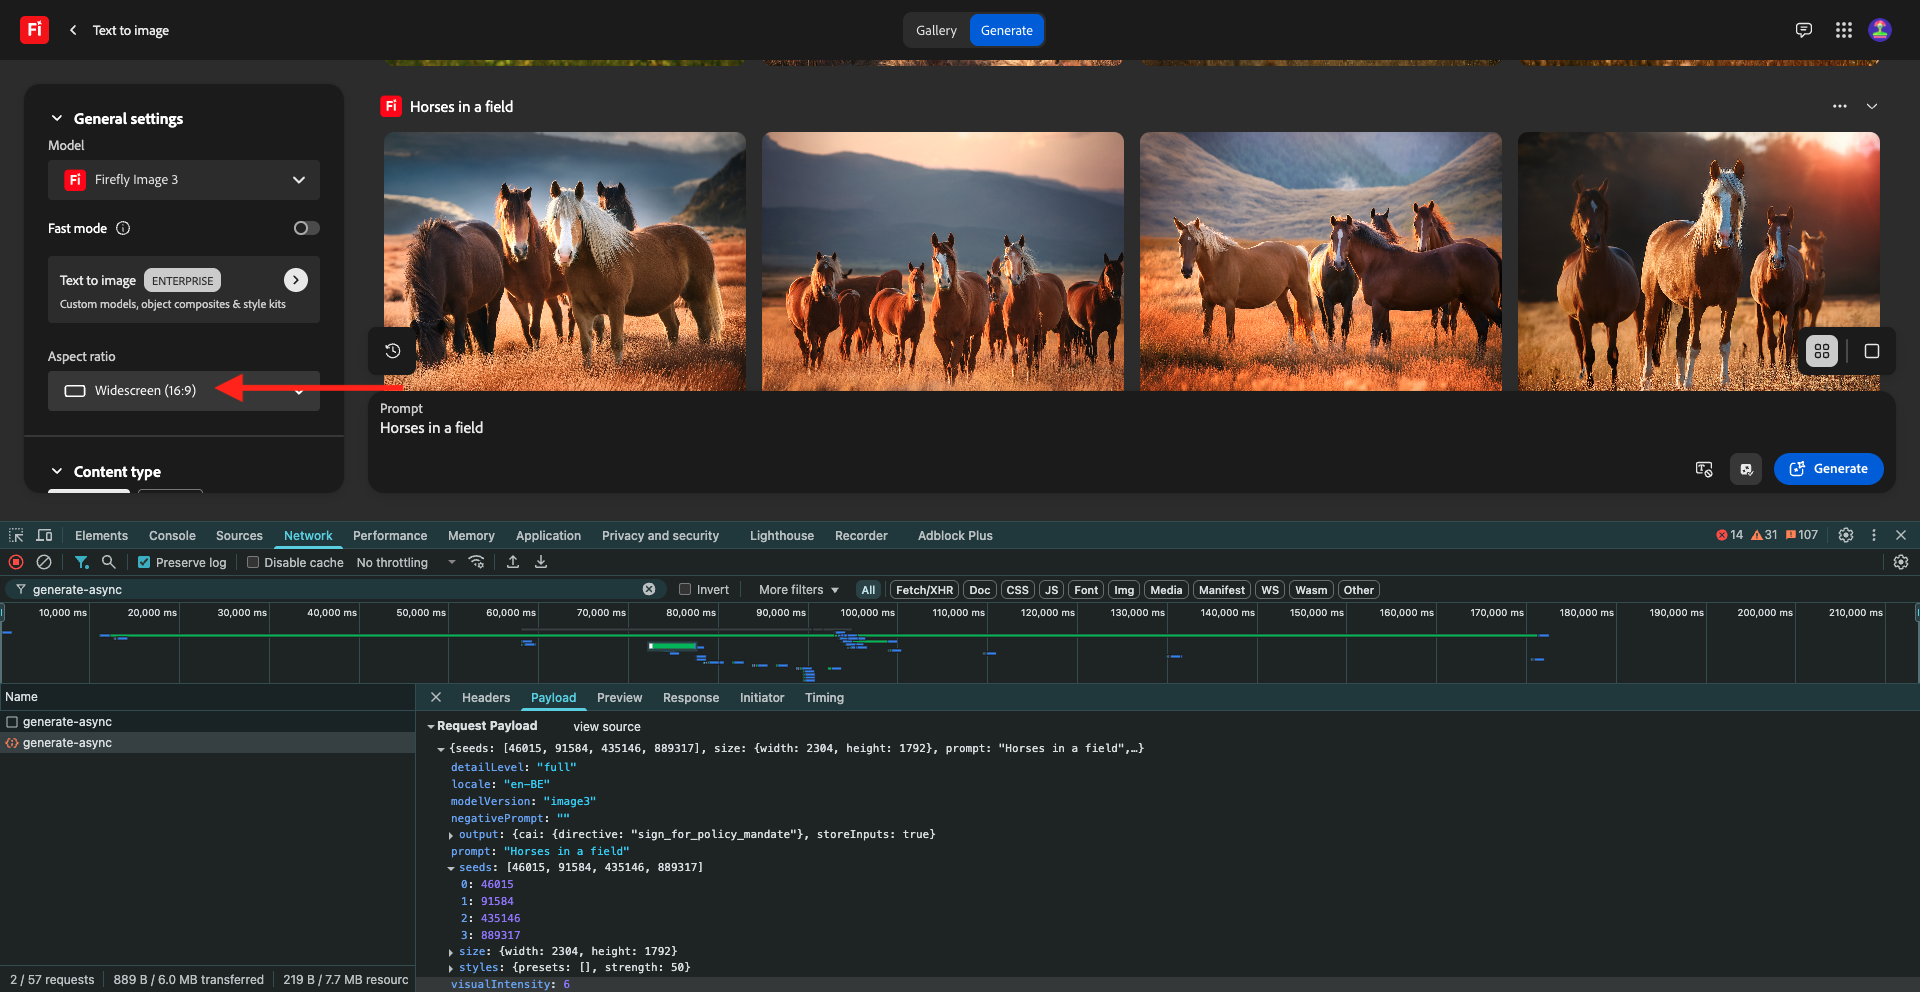 Fi Text to image Gallery Generate
General settings
Model
Fi Firefly Image 3
Fast mode
Text to image ENTERPRISE
Custom models, object composites & style kits
Aspect ratio
Widescreen (16:9)
Content type
Fi Horses in a field
Prompt
Horses in a field
Generate
Elements Console Sources Network Performance Memory Application Privacy and security Lighthouse Recorder Adblock Plus 14 31 107
Preserve log Disable cache No throttling
generate-async Invert More filters All Fetch/XHR Doc CSS JS Font Img Media Manifest WS Wasm Other
10,000 ms 20,000 ms 30,000 ms 40,000 ms 50,000 ms 60,000 ms 70,000 ms 80,000 ms 90,000 ms 100,000 ms 110,000 ms 120,000 ms 130,000 ms 140,000 ms 150,000 ms 160,000 ms 170,000 ms 180,000 ms 190,000 ms 200,000 ms 210,000 ms
Name
generate-async
generate-async
2 / 57 requests 889 B / 6.0 MB transferred 219 B / 7.7 MB resourc
Headers Payload Preview Response Initiator Timing
Request Payload view source
{seeds: [46015, 91584, 435146, 889317], size: {width: 2304, height: 1792}, prompt: "Horses in a field",…}
detailLevel: "full"
locale: "en-BE"
modelVersion: "image3"
negativePrompt: ""
output: {cai: {directive: "sign_for_policy_mandate"}, storeInputs: true}
prompt: "Horses in a field"
seeds: [46015, 91584, 435146, 889317]
0: 46015
1: 91584
2: 435146
3: 889317
size: {width: 2304, height: 1792}
styles: {presets: [], strength: 50}
visualIntensity: 6